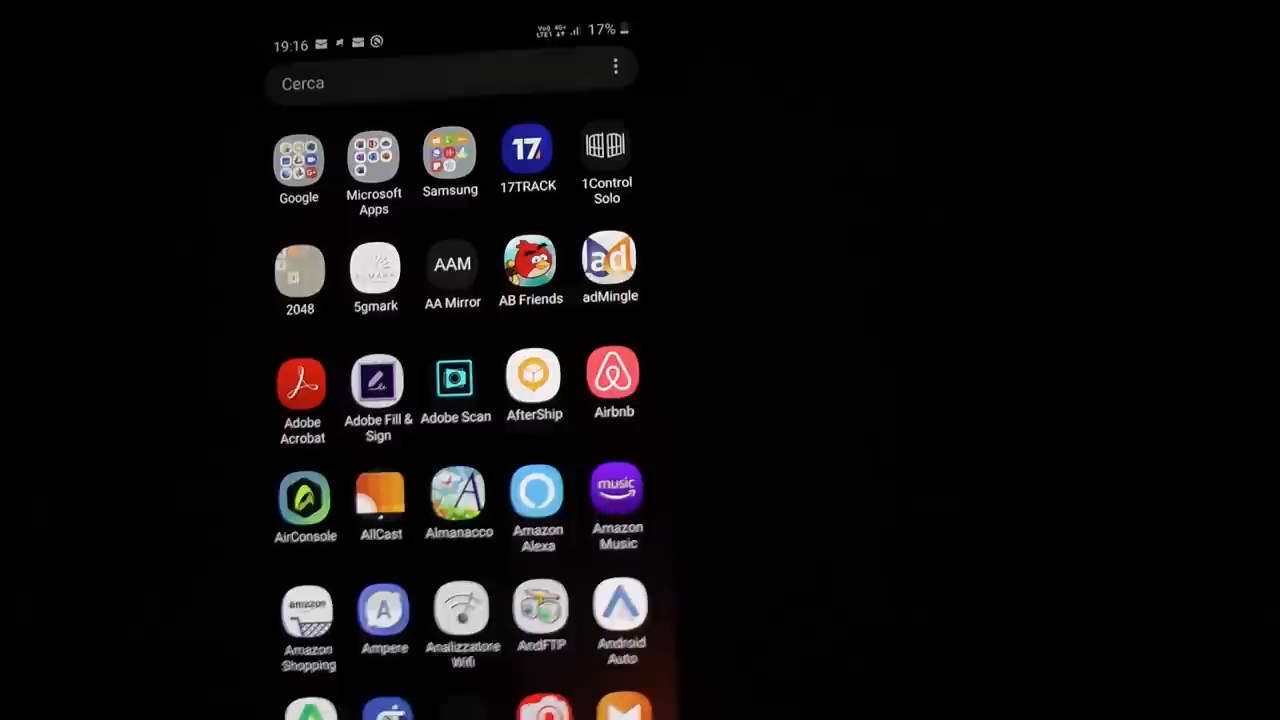 19:16 17%
Cerca
Google
Microsoft
Apps
Samsung
17
17TRACK
1Control
Solo
2048
5gmark
AAM
AA Mirror
AB Friends
ad
adMingle
Adobe
Acrobat
Adobe Fill &
Sign
Adobe Scan
AfterShip
Airbnb
AirConsole
AllCast
A
Almanacco
Amazon
Alexa
music
Amazon
Music
amazon
Amazon
Shopping
A
Ampere
Analizzatore
Wifi
AndFTP
Android
Auto